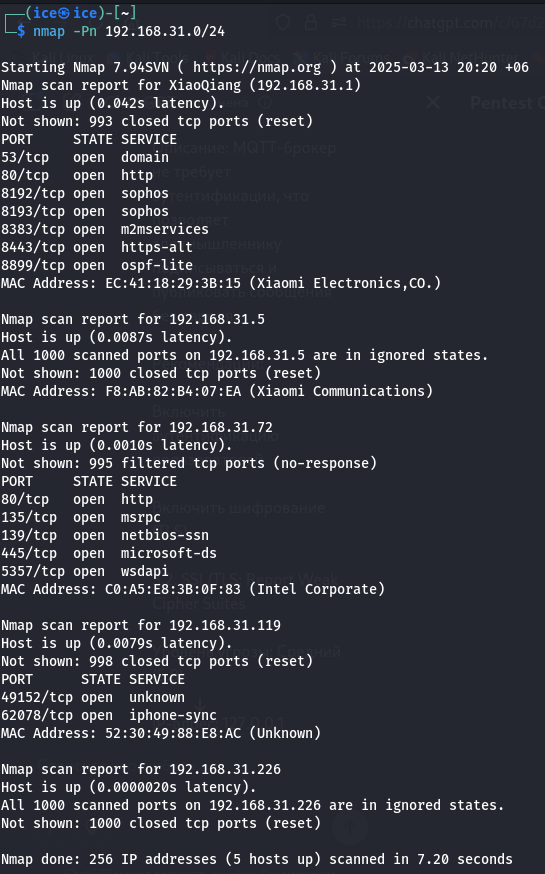 ┌──(ice㉿ice)-[~]
└─$ nmap -Pn 192.168.31.0/24
Starting Nmap 7.94SVN ( https://nmap.org ) at 2025-03-13 20:20 +06
Nmap scan report for XiaoQiang (192.168.31.1)
Host is up (0.042s latency).
Not shown: 993 closed tcp ports (reset)
PORT     STATE SERVICE
53/tcp   open  domain
80/tcp   open  http
8192/tcp open  sophos
8193/tcp open  sophos
8383/tcp open  m2mservices
8443/tcp open  https-alt
8899/tcp open  ospf-lite
MAC Address: EC:41:18:29:3B:15 (Xiaomi Electronics,CO.)
Nmap scan report for 192.168.31.5
Host is up (0.0087s latency).
All 1000 scanned ports on 192.168.31.5 are in ignored states.
Not shown: 1000 closed tcp ports (reset)
MAC Address: F8:AB:82:B4:07:EA (Xiaomi Communications)
Nmap scan report for 192.168.31.72
Host is up (0.0010s latency).
Not shown: 995 filtered tcp ports (no-response)
PORT     STATE SERVICE
80/tcp   open  http
135/tcp  open  msrpc
139/tcp  open  netbios-ssn
445/tcp  open  microsoft-ds
5357/tcp open  wsdapi
MAC Address: C0:A5:E8:3B:0F:83 (Intel Corporate)
Nmap scan report for 192.168.31.119
Host is up (0.0079s latency).
Not shown: 998 closed tcp ports (reset)
PORT      STATE SERVICE
49152/tcp open  unknown
62078/tcp open  iphone-sync
MAC Address: 52:30:49:88:E8:AC (Unknown)
Nmap scan report for 192.168.31.226
Host is up (0.0000020s latency).
All 1000 scanned ports on 192.168.31.226 are in ignored states.
Not shown: 1000 closed tcp ports (reset)
Nmap done: 256 IP addresses (5 hosts up) scanned in 7.20 seconds